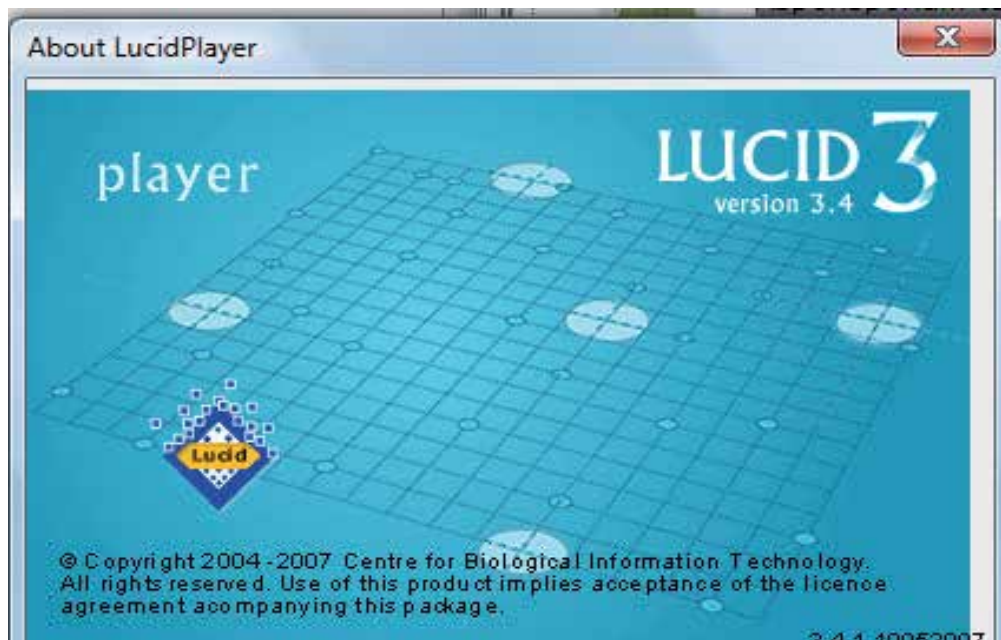 About LucidPlayer
player
LUCID 3
version 3.4
Lucid
© Copyright 2004-2007 Centre for Biological Information Technology.
All rights reserved. Use of this product implies acceptance of the licence
agreement acompanying this package.